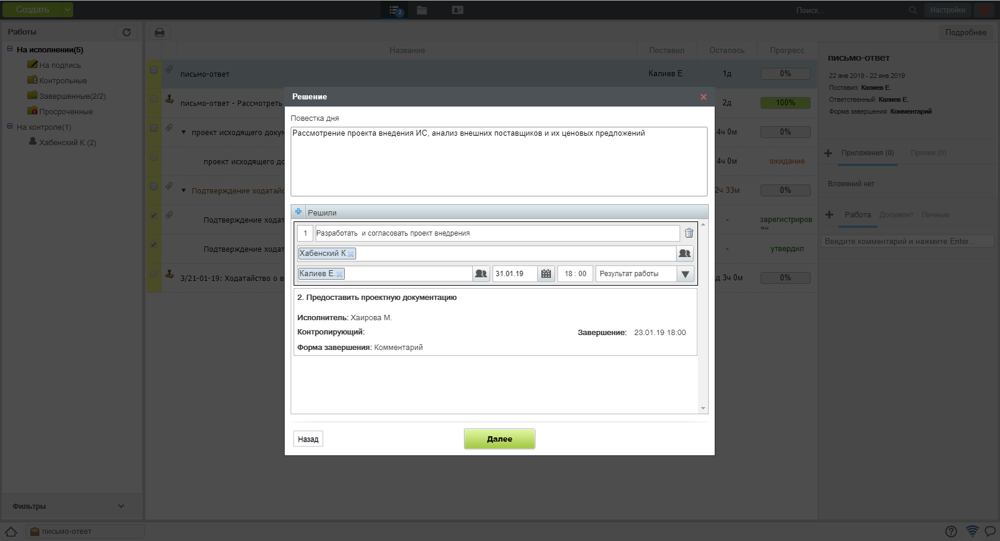 Создать
2
Поиск...
Настройки
Работы
Подробнее
На исполнении(5)
На подпись
Контрольные
Завершенные(2/2)
Просроченные
На контроле(1)
Хабенский К.(2)
Фильтры
Название
Поставил
Осталось
Прогресс
письмо-ответ
Калиев Е.
1д
0%
письмо-ответ - Рассмотреть
2д
100%
проект исходящего
4ч 0м
0%
проект исходящего
4ч 0м
ожидание
Подтверждение
2ч 33м
0%
Подтверждение
-
зарегистриров
Подтверждение
-
утвердил
3/21-01-19: Ходатайство о
3ч 0м
0%
письмо-ответ
22 янв 2019 - 22 янв 2019
Поставил: Калиев Е.
Ответственный: Калиев Е.
Форма завершения: Комментарий
Приложения (0)
Прочие (0)
Вложений нет
Работа
Документ
Личные
Введите комментарий и нажмите Enter...
Решение
Повестка дня
Рассмотрение проекта внедения ИС, анализ внешних поставщиков и их ценовых предложений
Решили
1
Разработать и согласовать проект внедрения
Хабенский К
Калиев Е.
31.01.19
18 : 00
Результат работы
2. Предоставить проектную документацию
Исполнитель: Хаирова М.
Контролирующий:
Завершение: 23.01.19 18:00
Форма завершения: Комментарий
Назад
Далее
письмо-ответ